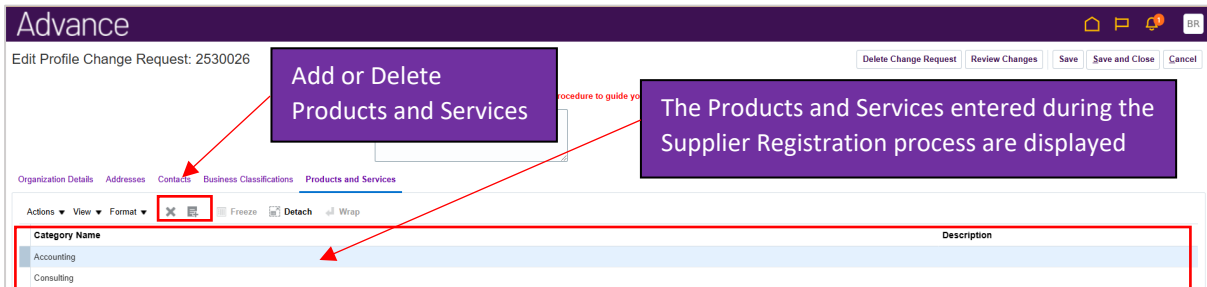 Advance
1
BR
Edit Profile Change Request: 2530026
Delete Change Request Review Changes Save Save and Close Cancel
Add or Delete
Products and Services
rocedure to guide yo
The Products and Services entered during the
Supplier Registration process are displayed
Organization Details Addresses Contacts Business Classifications Products and Services
Actions View Format Freeze Detach Wrap
Category Name Description
Accounting
Consulting